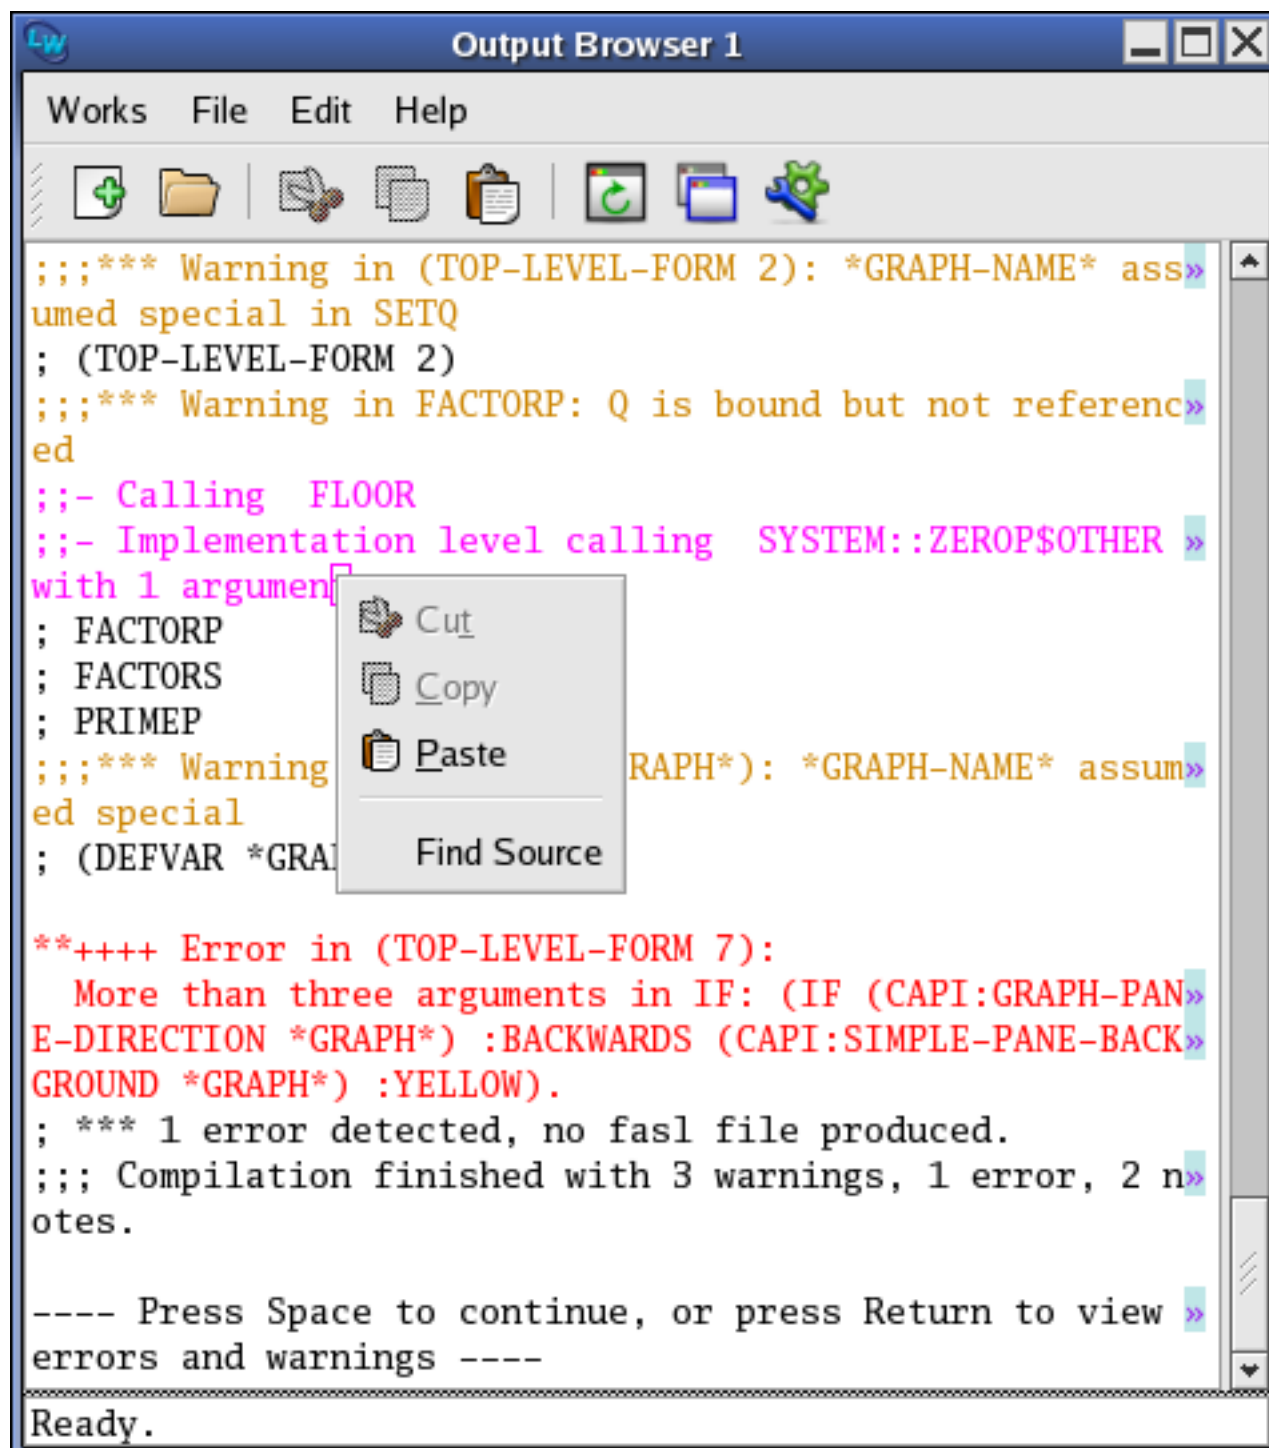 LW
Output Browser 1
Works File Edit Help
;;;*** Warning in (TOP-LEVEL-FORM 2): *GRAPH-NAME* ass»
umed special in SETQ
; (TOP-LEVEL-FORM 2)
;;;*** Warning in FACTORP: Q is bound but not referenc»
ed
;;- Calling  FLOOR
;;- Implementation level calling  SYSTEM::ZEROP$OTHER »
with 1 argumen
; FACTORP
; FACTORS
; PRIMEP
;;;*** Warning RAPH*): *GRAPH-NAME* assum»
ed special
; (DEFVAR *GRA
Cut
Copy
Paste
Find Source
**++++ Error in (TOP-LEVEL-FORM 7):
  More than three arguments in IF: (IF (CAPI:GRAPH-PAN»
E-DIRECTION *GRAPH*) :BACKWARDS (CAPI:SIMPLE-PANE-BACK»
GROUND *GRAPH*) :YELLOW).
; *** 1 error detected, no fasl file produced.
;;; Compilation finished with 3 warnings, 1 error, 2 n»
otes.
---- Press Space to continue, or press Return to view »
errors and warnings ----
Ready.